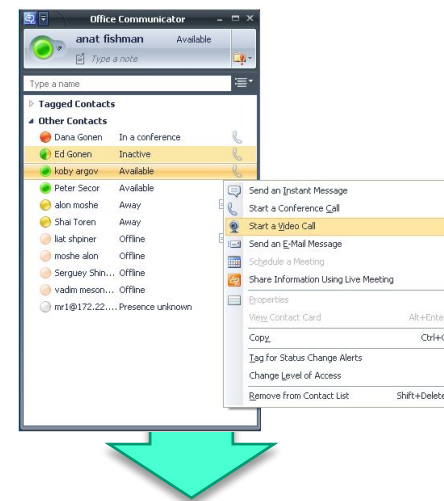 Office Communicator
anat fishman Available
Type a note
Type a name
Tagged Contacts
Other Contacts
Dana Gonen In a conference
Ed Gonen Inactive
koby argov Available
Peter Secor Available
alon moshe Away
Shai Toren Away
liat shpiner Offline
moshe alon Offline
Serguey Shin... Offline
vadim meson... Offline
mr1@172.22.... Presence unknown
Send an Instant Message
Start a Conference Call
Start a Video Call
Send an E-Mail Message
Schedule a Meeting
Share Information Using Live Meeting
Properties
View Contact Card Alt+Ente
Copy Ctrl+C
Tag for Status Change Alerts
Change Level of Access
Remove from Contact List Shift+Delete